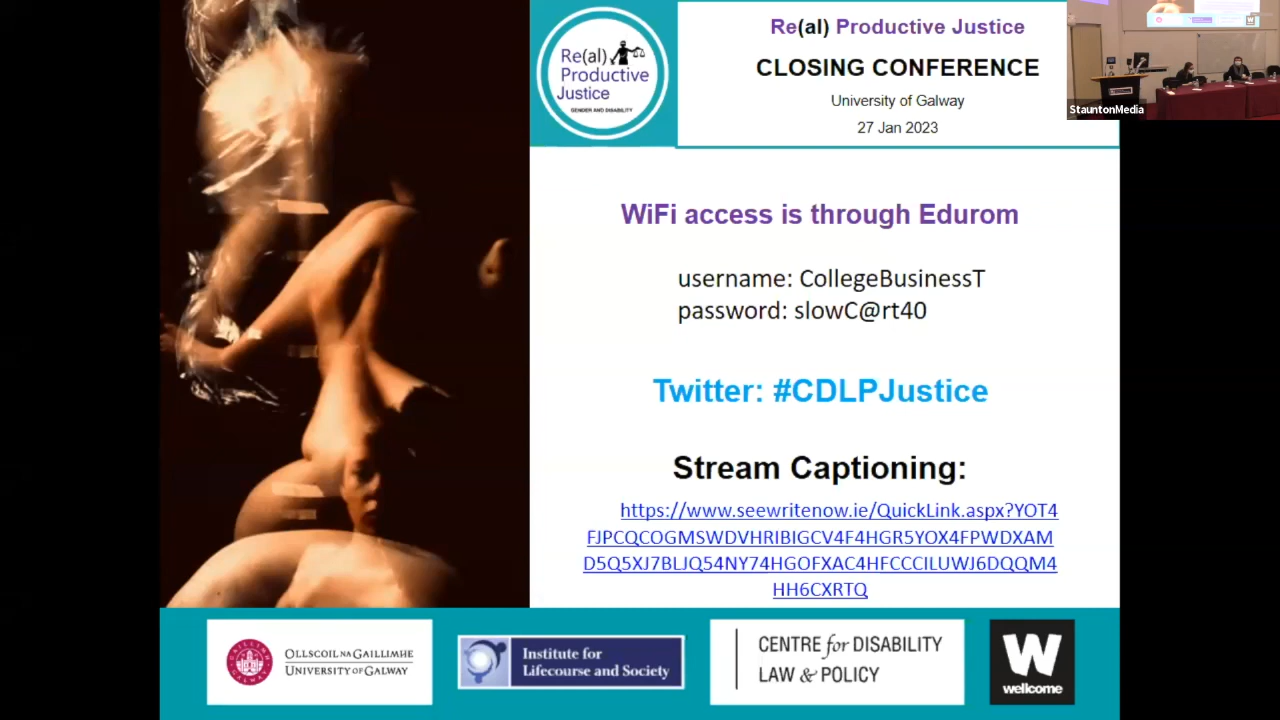 Re(al)
Productive
Justice
GENDER AND DISABILITY
Re(al) Productive Justice
CLOSING CONFERENCE
University of Galway
27 Jan 2023
StauntonMedia
WiFi access is through Edurom
username: CollegeBusinessT
password: slowC@rt40
Twitter: #CDLPJustice
Stream Captioning:
https://www.seewritenow.ie/QuickLink.aspx?YOT4
FJPCQCOGMSWDVHRIBIGCV4F4HGR5YOX4FPWDXAM
D5Q5XJ7BLJQ54NY74HGOFXAC4HFCCCILUWJ6DQQM4
HH6CXRTQ
OLLSCOIL NA GAILLIMHE
UNIVERSITY OF GALWAY
Institute for
Lifecourse and Society
CENTRE for DISABILITY
LAW & POLICY
W
wellcome